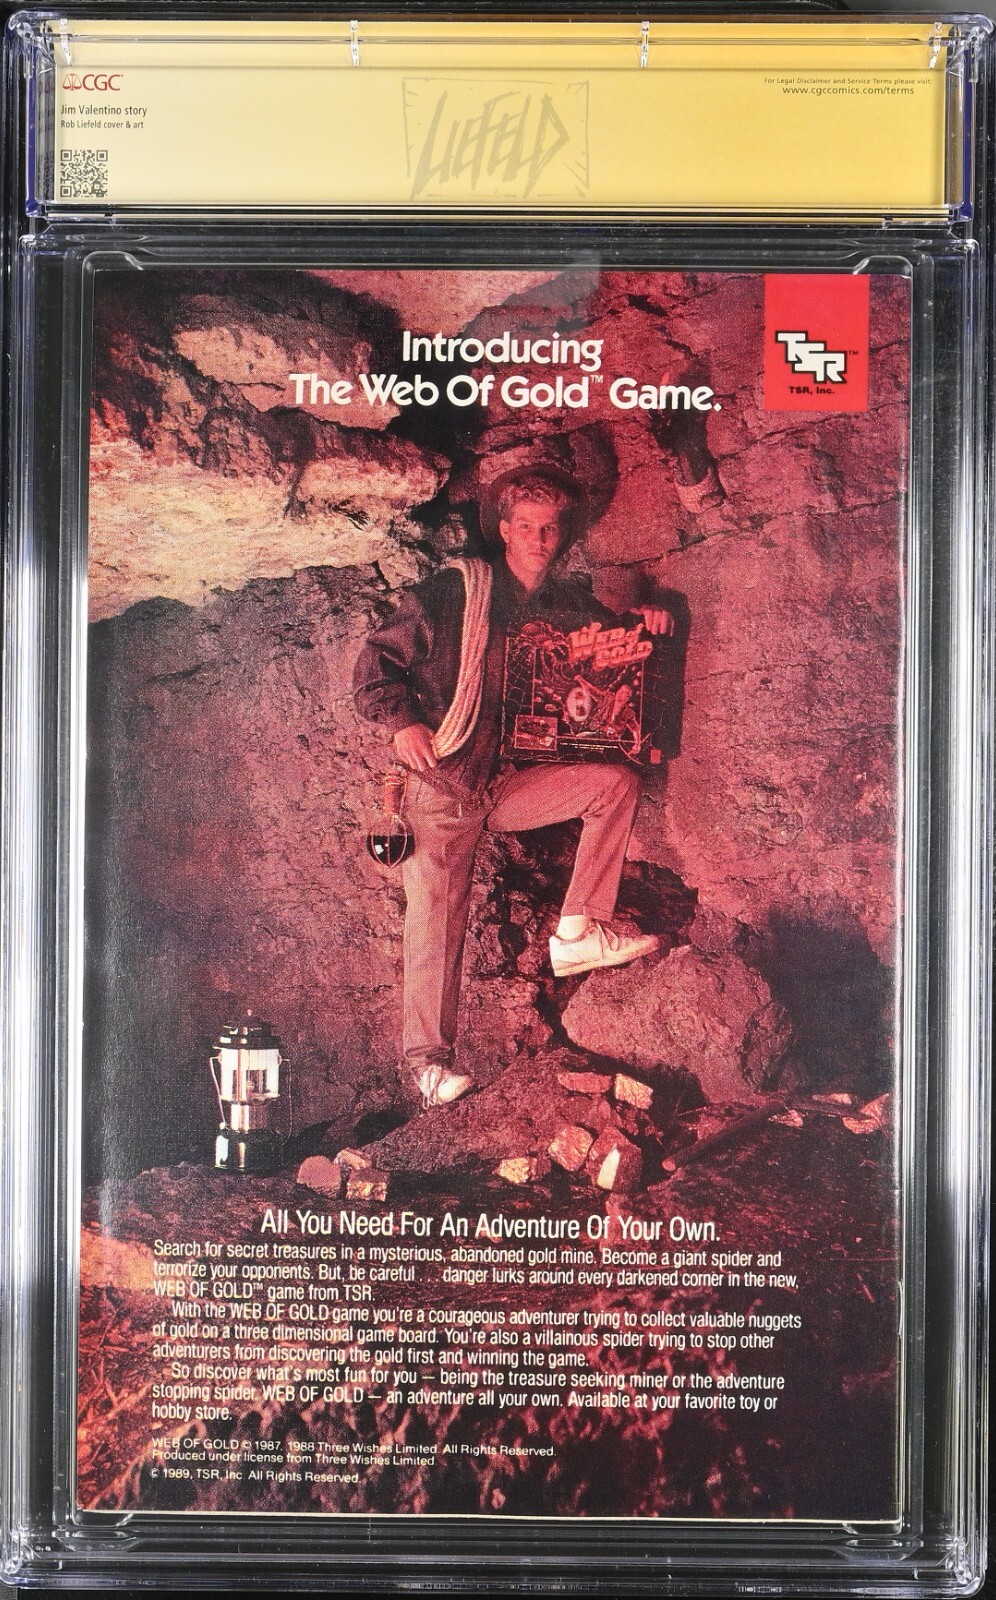 CGC
Jim Valentino story
Rob Liefeld cover & art
For Legal Disclaimer and Service Terms please visit:
www.cgccomics.com/terms
LIEFELD
Introducing
The Web Of Gold™ Game.
TSR™
TSR, Inc.
WEB OF
GOLD
All You Need For An Adventure Of Your Own.
Search for secret treasures in a mysterious, abandoned gold mine. Become a giant spider and
terrorize your opponents. But, be careful . . . danger lurks around every darkened corner in the new,
WEB OF GOLD™ game from TSR.
With the WEB OF GOLD game you're a courageous adventurer trying to collect valuable nuggets
of gold on a three dimensional game board. You're also a villainous spider trying to stop other
adventurers from discovering the gold first and winning the game.
So discover what's most fun for you — being the treasure seeking miner or the adventure
stopping spider. WEB OF GOLD — an adventure all your own. Available at your favorite toy or
hobby store.
WEB OF GOLD © 1987, 1988 Three Wishes Limited. All Rights Reserved.
Produced under license from Three Wishes Limited.
© 1989, TSR, Inc. All Rights Reserved.